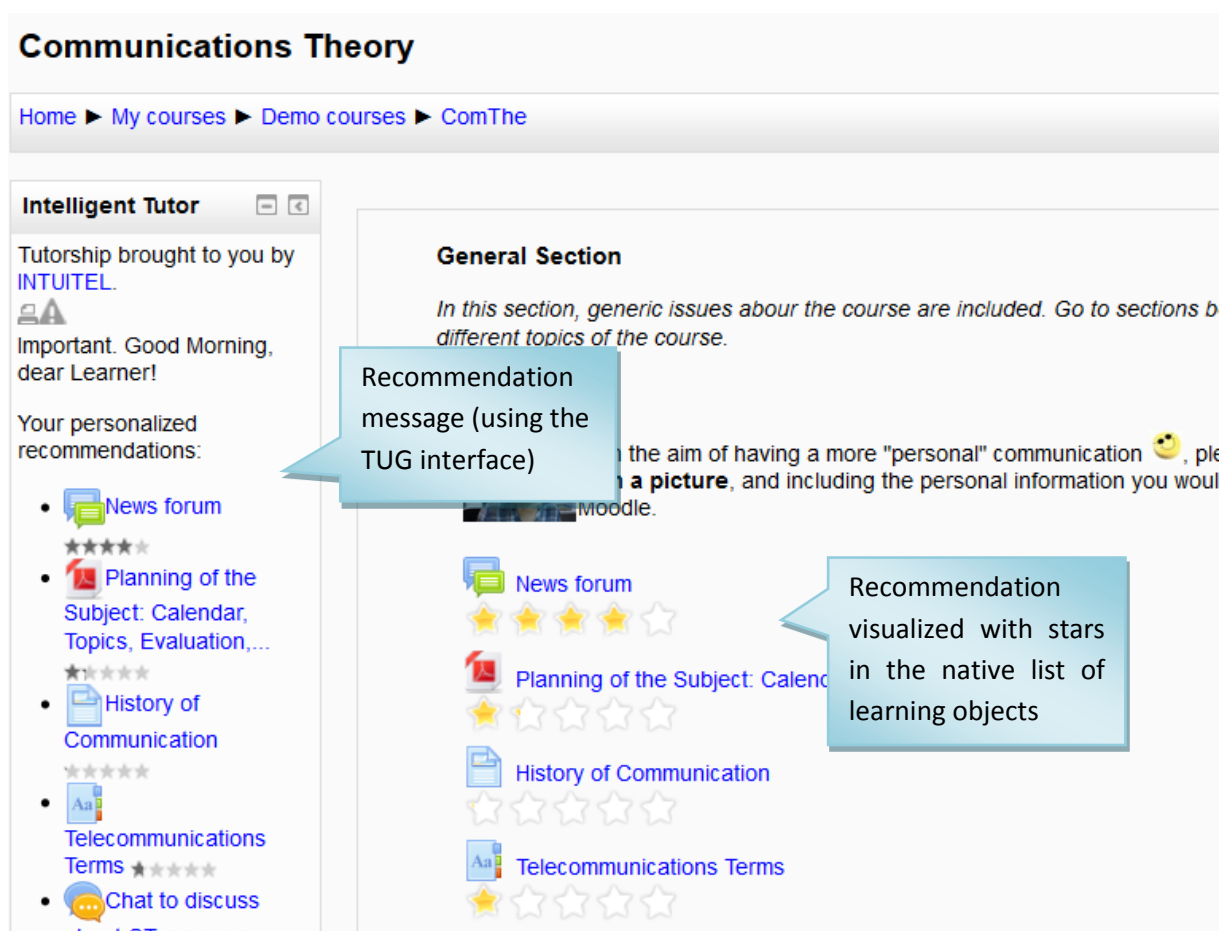 Communications Theory
Home ► My courses ► Demo courses ► ComThe
Intelligent Tutor
Tutorship brought to you by
INTUITEL.
Important. Good Morning,
dear Learner!
Your personalized
recommendations:
News forum
Planning of the
Subject: Calendar,
Topics, Evaluation,...
History of
Communication
Aa
Telecommunications
Terms
Chat to discuss
General Section
In this section, generic issues abour the course are included. Go to sections
different topics of the course.
Recommendation
message (using the
TUG interface)
the aim of having a more "personal" communication , 
a picture, and including the personal information you
Moodle.
News forum
Planning of the Subject:
History of Communication
Aa
Telecommunications Terms
Recommendation
visualized with stars
in the native list of
learning objects